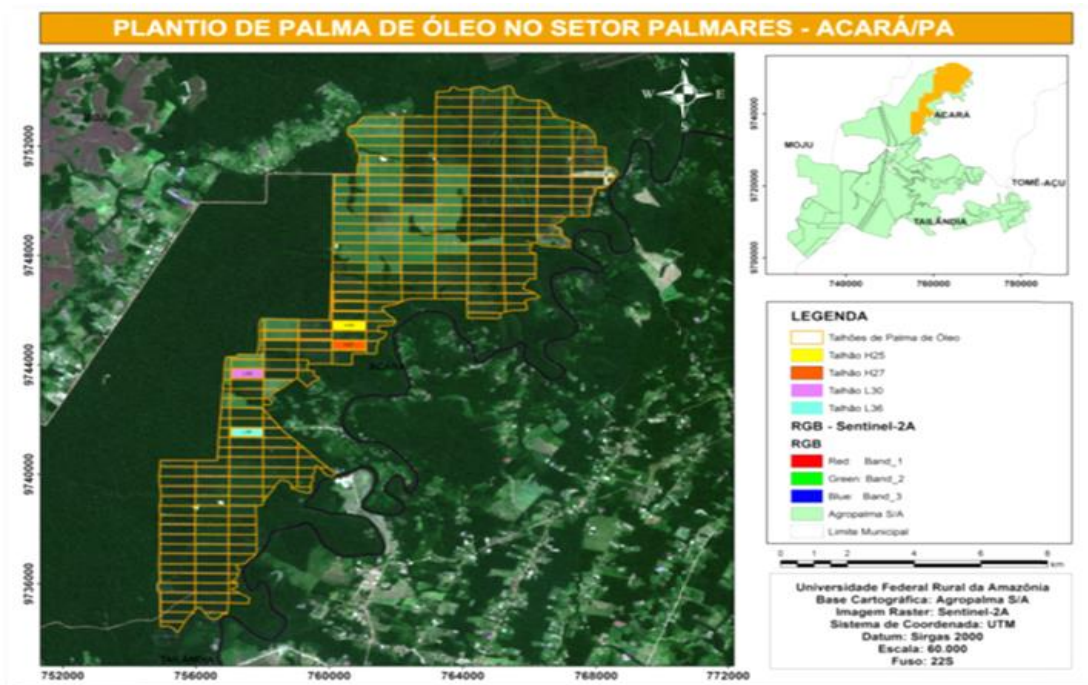 PLANTIO DE PALMA DE ÓLEO NO SETOR PALMARES - ACARÁ/PA
N
W E
S
9752000
9748000
9744000
9740000
9736000
752000 756000 760000 764000 768000 772000
MOJU
ACARÁ
TOMÉ-AÇU
TAILÂNDIA
9740000
9720000
9700000
740000 760000 780000
LEGENDA
Talhões de Palma de Óleo
Talhão H25
Talhão H27
Talhão L30
Talhão L36
RGB - Sentinel-2A
RGB
Red: Band_1
Green: Band_2
Blue: Band_3
Agropalma S/A
Limite Municipal
0 1 2 4 6 8
km
Universidade Federal Rural da Amazônia
Base Cartográfica: Agropalma S/A
Imagem Raster: Sentinel-2A
Sistema de Coordenada: UTM
Datum: Sirgas 2000
Escala: 60.000
Fuso: 22S